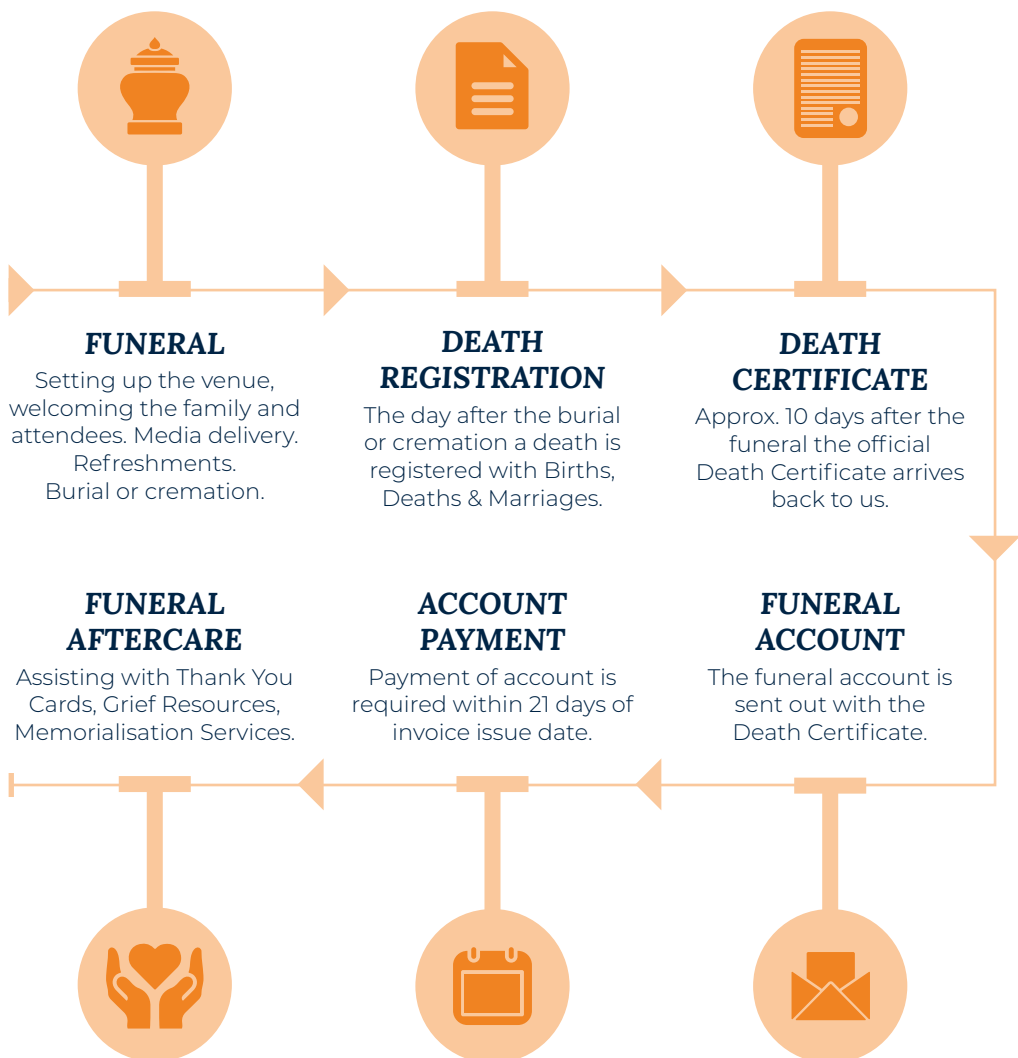 FUNERAL
Setting up the venue,
welcoming the family and
attendees. Media delivery.
Refreshments.
Burial or cremation.
DEATH
REGISTRATION
The day after the burial
or cremation a death is
registered with Births,
Deaths & Marriages.
DEATH
CERTIFICATE
Approx. 10 days after the
funeral the official
Death Certificate arrives
back to us.
FUNERAL
ACCOUNT
The funeral account is
sent out with the
Death Certificate.
ACCOUNT
PAYMENT
Payment of account is
required within 21 days of
invoice issue date.
FUNERAL
AFTERCARE
Assisting with Thank You
Cards, Grief Resources,
Memorialisation Services.